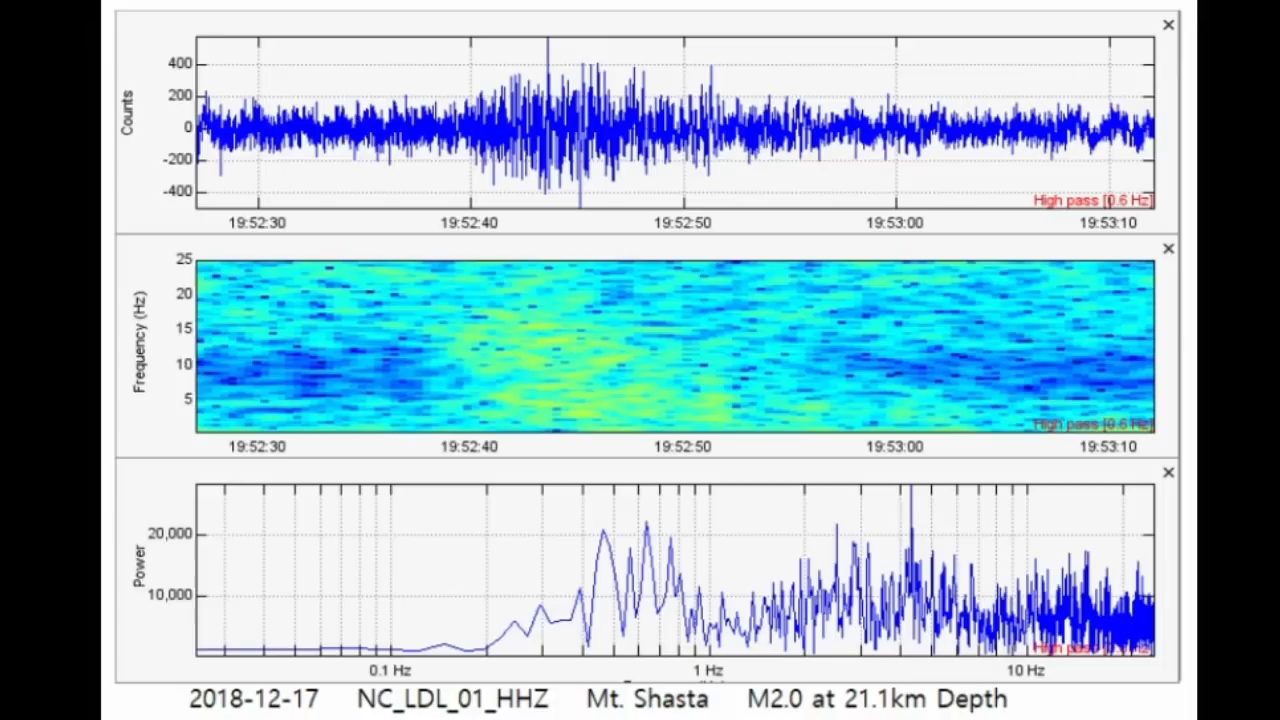 ×
Counts
400
200
0
-200
-400
High pass [0.6 Hz]
19:52:30 19:52:40 19:52:50 19:53:00 19:53:10
×
Frequency (Hz)
25
20
15
10
5
High pass [0.6 Hz]
19:52:30 19:52:40 19:52:50 19:53:00 19:53:10
×
Power
20,000
10,000
High pass
0.1 Hz 1 Hz 10 Hz
2018-12-17 NC_LDL_01_HHZ Mt. Shasta M2.0 at 21.1km Depth